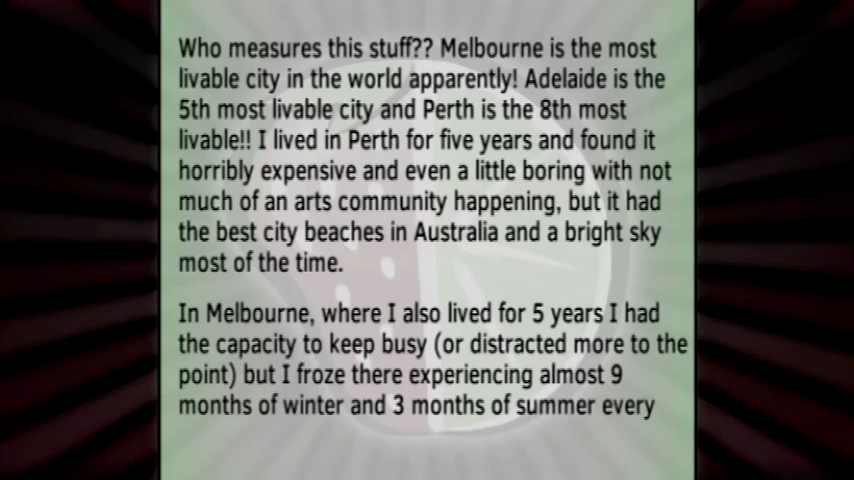 Who measures this stuff?? Melbourne is the most
livable city in the world apparently! Adelaide is the
5th most livable city and Perth is the 8th most
livable!! I lived in Perth for five years and found it
horribly expensive and even a little boring with not
much of an arts community happening, but it had
the best city beaches in Australia and a bright sky
most of the time.
In Melbourne, where I also lived for 5 years I had
the capacity to keep busy (or distracted more to the
point) but I froze there experiencing almost 9
months of winter and 3 months of summer every